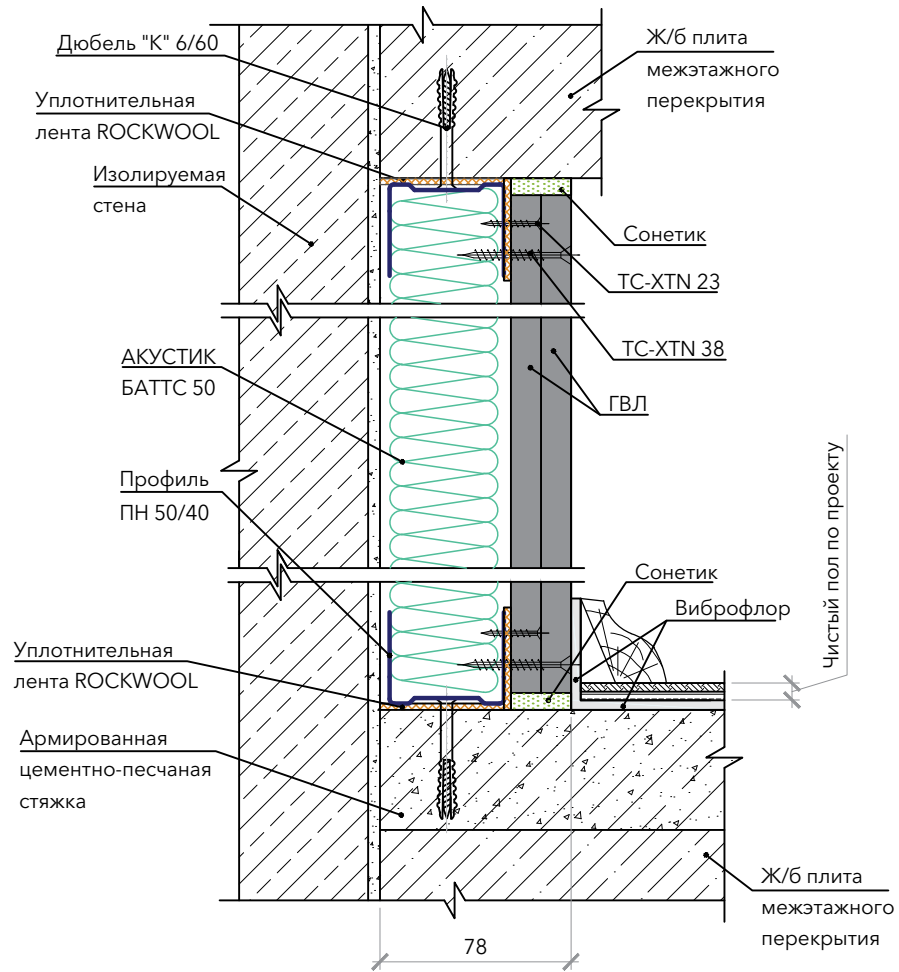 Дюбель "К" 6/60
Уплотнительная
лента ROCKWOOL
Изолируемая
стена
АКУСТИК
БАТТС 50
Профиль
ПН 50/40
Уплотнительная
лента ROCKWOOL
Армированная
цементно-песчаная
стяжка
Ж/б плита
межэтажного
перекрытия
Сонетик
ТС-XTN 23
ТС-XTN 38
ГВЛ
Сонетик
Виброфлор
Чистый пол по проекту
Ж/б плита
межэтажного
перекрытия
78